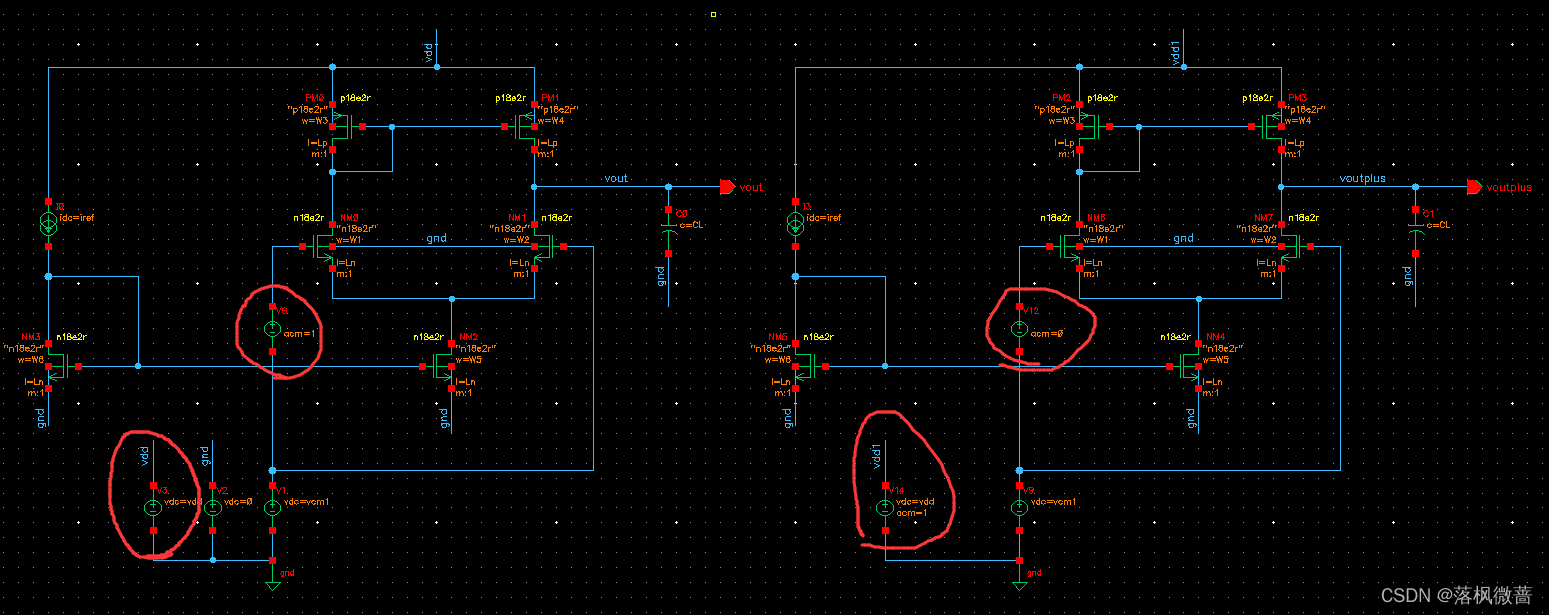 vdd
vdd1
PM0
p18e2r
"p18e2r"
w=W3
l=Lp
m:1
p18e2r
PM1
"p18e2r"
w=W4
l=Lp
m:1
PM2
p18e2r
"p18e2r"
w=W3
l=Lp
m:1
p18e2r
PM3
"p18e2r"
w=W4
l=Lp
m:1
vout
vout
voutplus
voutplus
idc=iref
n18e2r
NM0
"n18e2r"
w=W1
l=Ln
m:1
gnd
NM1
n18e2r
"n18e2r"
w=W2
l=Ln
m:1
c=CL
gnd
I3
idc=iref
n18e2r
NM6
"n18e2r"
w=W1
l=Ln
m:1
gnd
NM7
n18e2r
"n18e2r"
w=W2
l=Ln
m:1
C1
c=CL
gnd
NM3
n18e2r
"n18e2r"
w=W6
l=Ln
m:1
gnd
acm=1
n18e2r
NM2
"n18e2r"
w=W5
l=Ln
m:1
gnd
NM5
n18e2r
"n18e2r"
w=W6
l=Ln
m:1
gnd
V12
acm=0
n18e2r
NM4
"n18e2r"
w=W5
l=Ln
m:1
gnd
vdd
V3
vdc=vdd
gnd
V2
vdc=0
V1
vdc=vcm1
gnd
vdd1
V14
vdc=vdd
acm=1
V9
vdc=vcm1
gnd
CSDN @落枫微蔷